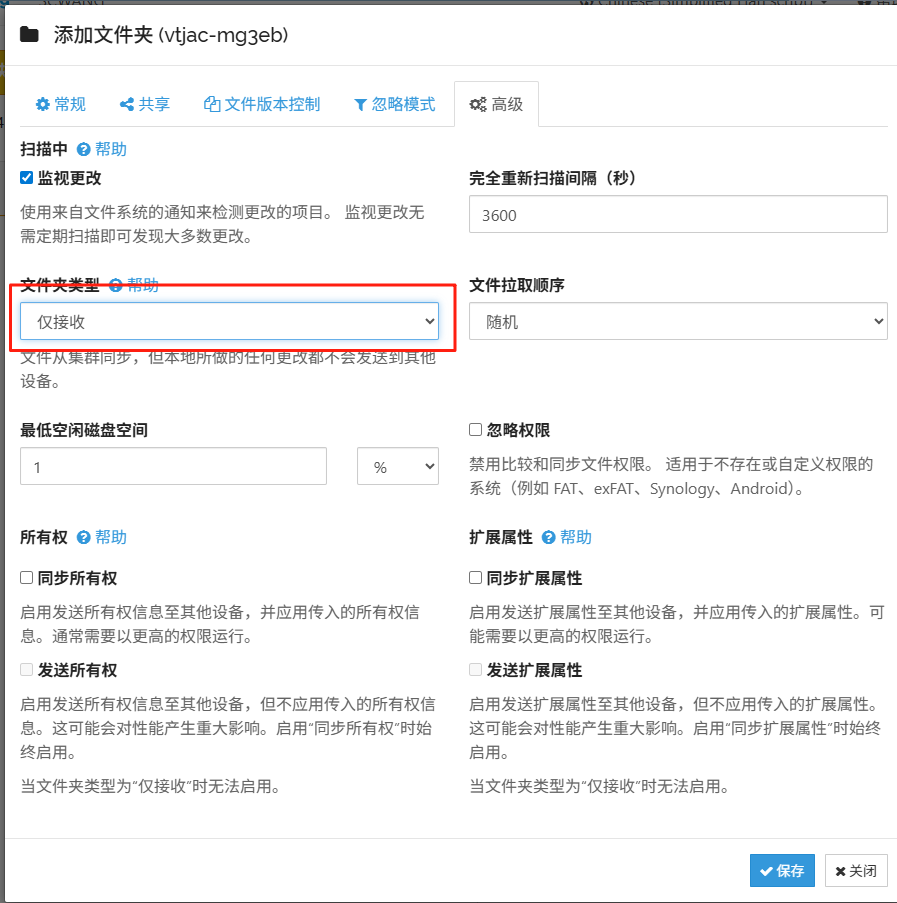 添加文件夹 (vtjac-mg3eb)
常规 共享 文件版本控制 忽略模式 高级
扫描中 帮助
监视更改
使用来自文件系统的通知来检测更改的项目。 监视更改无
需定期扫描即可发现大多数更改。
完全重新扫描间隔（秒）
3600
文件夹类型 帮助
仅接收
文件从集群同步，但本地所做的任何更改都不会发送到其他
设备。
文件拉取顺序
随机
最低空闲磁盘空间
1 %
忽略权限
禁用比较和同步文件权限。 适用于不存在或自定义权限的
系统（例如 FAT、exFAT、Synology、Android）。
所有权 帮助
同步所有权
启用发送所有权信息至其他设备，并应用传入的所有权信
息。通常需要以更高的权限运行。
发送所有权
启用发送所有权信息至其他设备，但不应用传入的所有权信
息。这可能会对性能产生重大影响。启用“同步所有权”时始
终启用。
当文件夹类型为“仅接收”时无法启用。
扩展属性 帮助
同步扩展属性
启用发送扩展属性至其他设备，并应用传入的扩展属性。可
能需要以更高的权限运行。
发送扩展属性
启用发送扩展属性至其他设备，但不应用传入的扩展属性。
这可能会对性能产生重大影响。启用“同步扩展属性”时始终
启用。
当文件夹类型为“仅接收”时无法启用。
保存 关闭